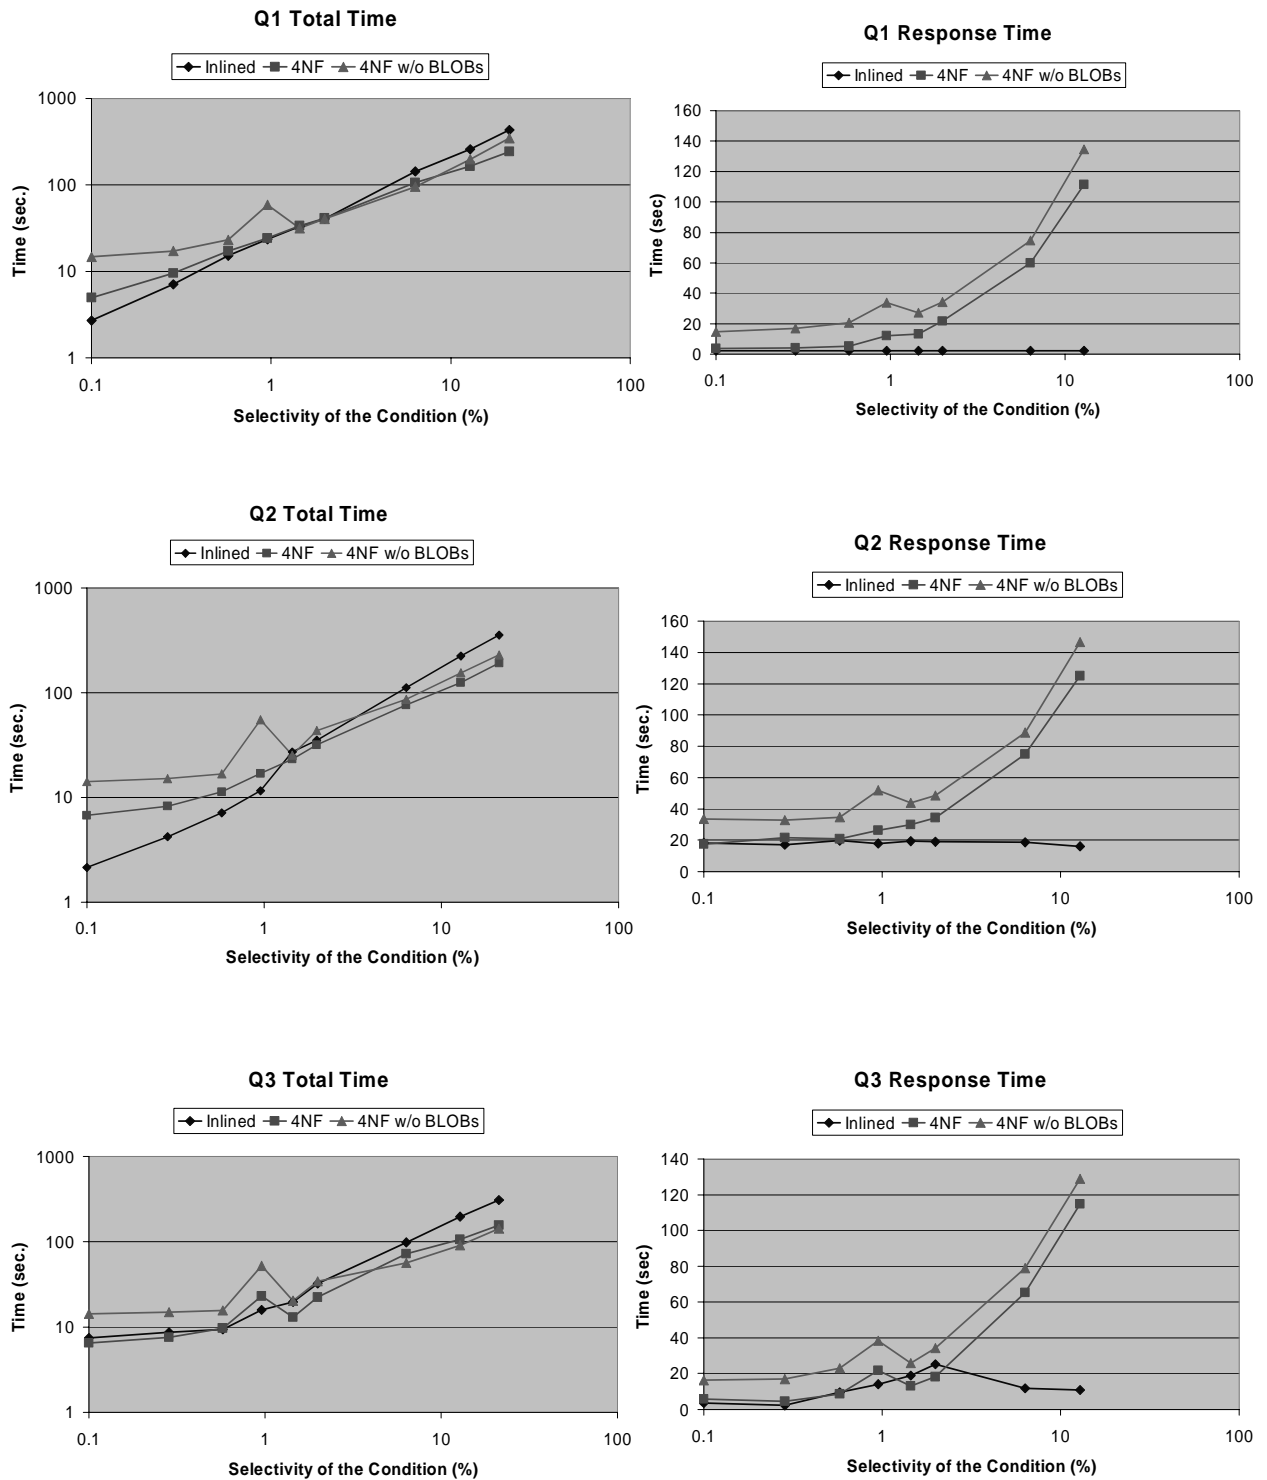 Q1 Total Time
Inlined 4NF 4NF w/o BLOBs
1000
100
10
1
0.1 1 10 100
Time (sec.)
Selectivity of the Condition (%)
Q1 Response Time
Inlined 4NF 4NF w/o BLOBs
160
140
120
100
80
60
40
20
0
0.1 1 10 100
Time (sec)
Selectivity of the Condition (%)
Q2 Total Time
Inlined 4NF 4NF w/o BLOBs
1000
100
10
1
0.1 1 10 100
Time (sec.)
Selectivity of the Condition (%)
Q2 Response Time
Inlined 4NF 4NF w/o BLOBs
160
140
120
100
80
60
40
20
0
0.1 1 10 100
Time (sec.)
Selectivity of the Condition (%)
Q3 Total Time
Inlined 4NF 4NF w/o BLOBs
1000
100
10
1
0.1 1 10 100
Time (sec.)
Selectivity of the Condition (%)
Q3 Response Time
Inlined 4NF 4NF w/o BLOBs
140
120
100
80
60
40
20
0
0.1 1 10 100
Time (sec)
Selectivity of the Condition (%)